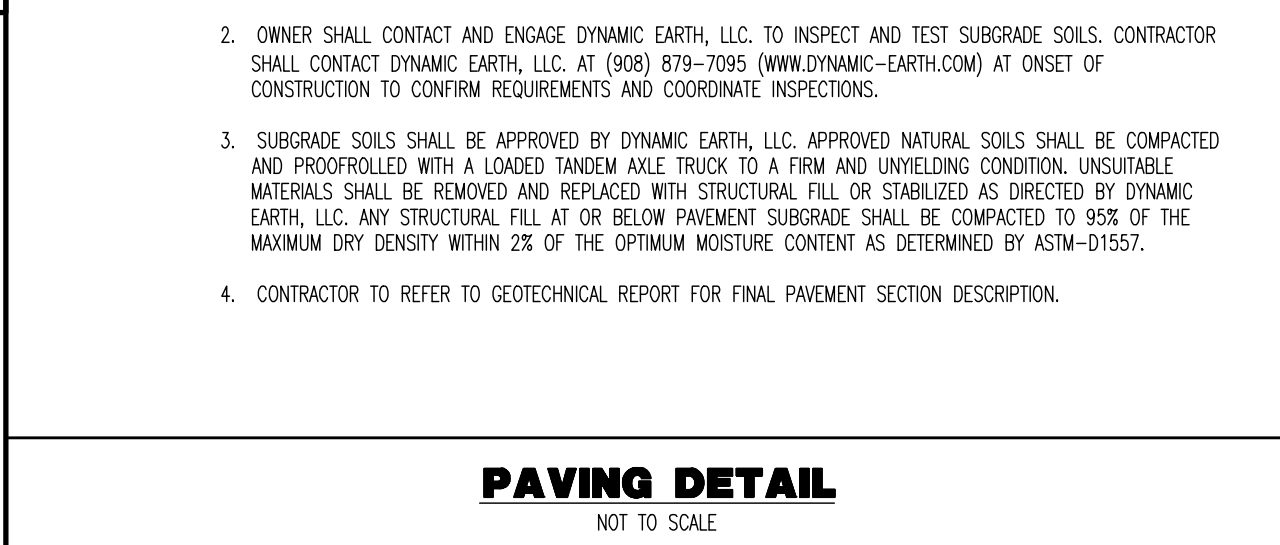 2. OWNER SHALL CONTACT AND ENGAGE DYNAMIC EARTH, LLC. TO INSPECT AND TEST SUBGRADE SOILS. CONTRACTOR
SHALL CONTACT DYNAMIC EARTH, LLC. AT (908) 879-7095 (WWW.DYNAMIC-EARTH.COM) AT ONSET OF
CONSTRUCTION TO CONFIRM REQUIREMENTS AND COORDINATE INSPECTIONS.
3. SUBGRADE SOILS SHALL BE APPROVED BY DYNAMIC EARTH, LLC. APPROVED NATURAL SOILS SHALL BE COMPACTED
AND PROOFROLLED WITH A LOADED TANDEM AXLE TRUCK TO A FIRM AND UNYIELDING CONDITION. UNSUITABLE
MATERIALS SHALL BE REMOVED AND REPLACED WITH STRUCTURAL FILL OR STABILIZED AS DIRECTED BY DYNAMIC
EARTH, LLC. ANY STRUCTURAL FILL AT OR BELOW PAVEMENT SUBGRADE SHALL BE COMPACTED TO 95% OF THE
MAXIMUM DRY DENSITY WITHIN 2% OF THE OPTIMUM MOISTURE CONTENT AS DETERMINED BY ASTM-D1557.
4. CONTRACTOR TO REFER TO GEOTECHNICAL REPORT FOR FINAL PAVEMENT SECTION DESCRIPTION.
PAVING DETAIL
NOT TO SCALE